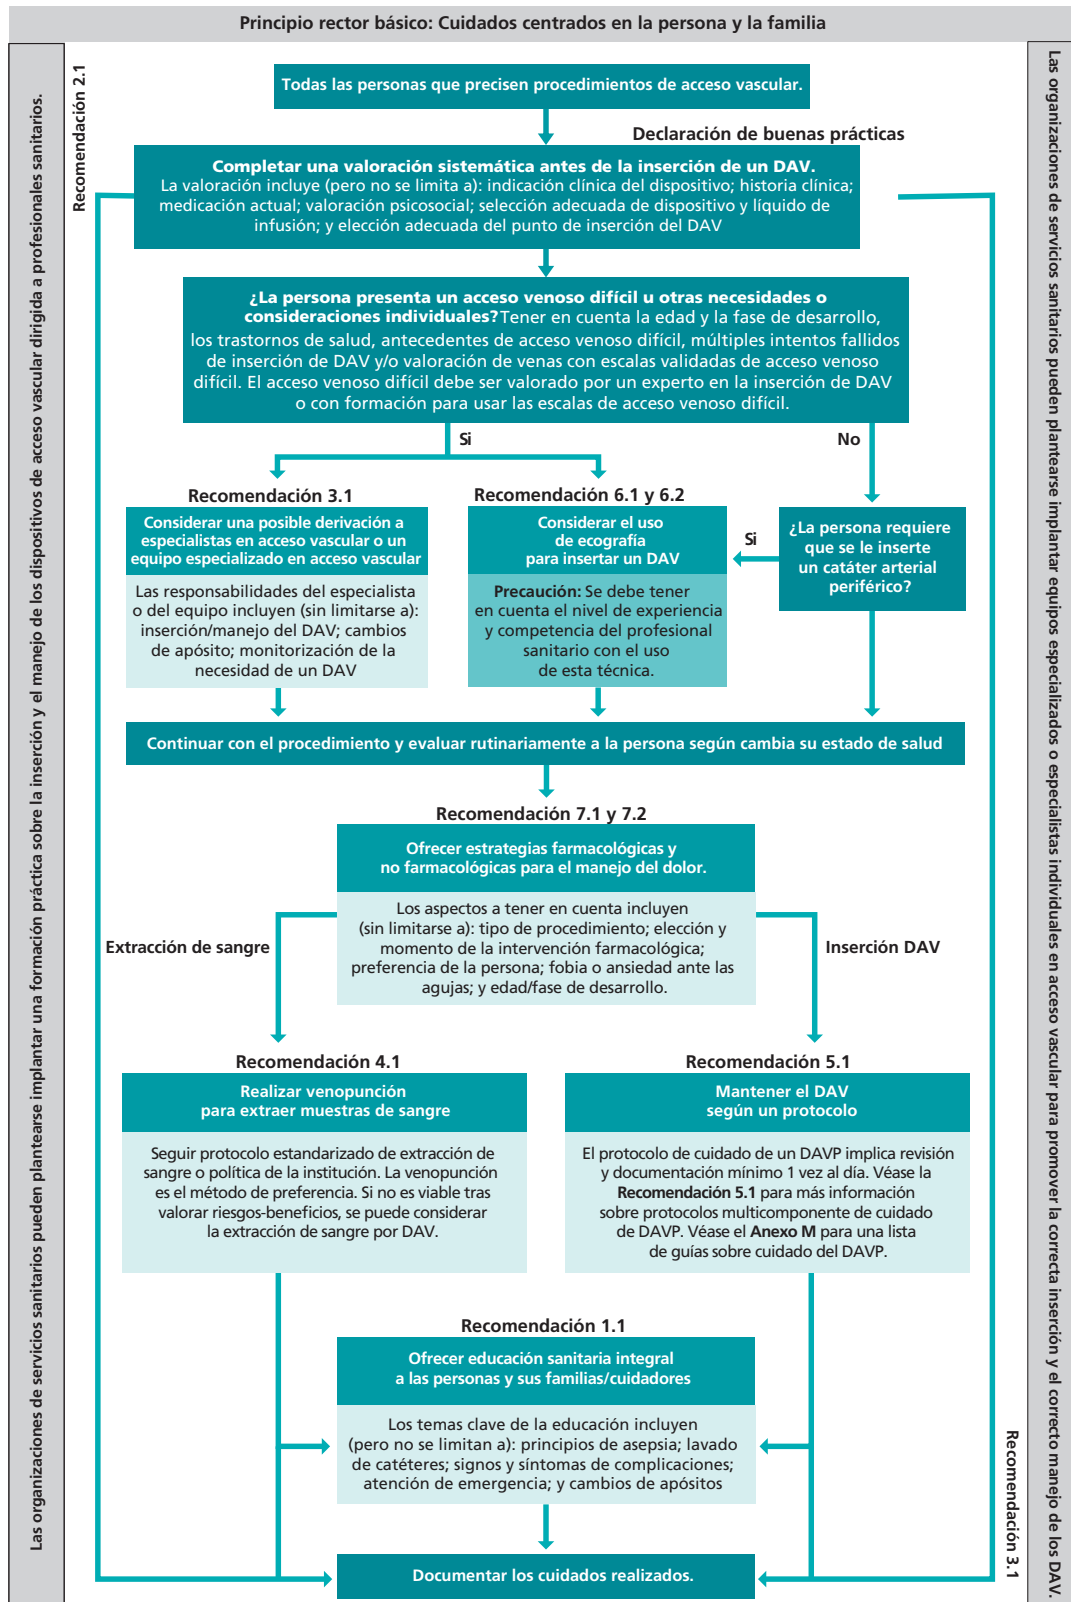 Principio rector básico: Cuidados centrados en la persona y la familia
Las organizaciones de servicios sanitarios pueden plantearse implantar una formación práctica sobre la inserción y el manejo de los dispositivos de acceso vascular dirigida a profesionales sanitarios.
Recomendación 2.1
Todas las personas que precisen procedimientos de acceso vascular.
Declaración de buenas prácticas
Completar una valoración sistemática antes de la inserción de un DAV.
La valoración incluye (pero no se limita a): indicación clínica del dispositivo; historia clínica;
medicación actual; valoración psicosocial; selección adecuada de dispositivo y líquido de
infusión; y elección adecuada del punto de inserción del DAV
¿La persona presenta un acceso venoso difícil u otras necesidades o
consideraciones individuales? Tener en cuenta la edad y la fase de desarrollo,
los trastornos de salud, antecedentes de acceso venoso difícil, múltiples intentos fallidos
de inserción de DAV y/o valoración de venas con escalas validadas de acceso venoso
difícil. El acceso venoso difícil debe ser valorado por un experto en la inserción de DAV
o con formación para usar las escalas de acceso venoso difícil.
Si
No
Recomendación 3.1
Considerar una posible derivación a
especialistas en acceso vascular o un
equipo especializado en acceso vascular
Las responsabilidades del especialista
o del equipo incluyen (sin limitarse a):
inserción/manejo del DAV; cambios
de apósito; monitorización de la
necesidad de un DAV
Recomendación 6.1 y 6.2
Considerar el uso
de ecografía
para insertar un DAV
Precaución: Se debe tener
en cuenta el nivel de experiencia
y competencia del profesional
sanitario con el uso
de esta técnica.
Si
¿La persona requiere
que se le inserte
un catáter arterial
periférico?
Continuar con el procedimiento y evaluar rutinariamente a la persona según cambia su estado de salud
Recomendación 7.1 y 7.2
Ofrecer estrategias farmacológicas y
no farmacológicas para el manejo del dolor.
Los aspectos a tener en cuenta incluyen
(sin limitarse a): tipo de procedimiento; elección y
momento de la intervención farmacológica;
preferencia de la persona; fobia o ansiedad ante las
agujas; y edad/fase de desarrollo.
Extracción de sangre
Inserción DAV
Recomendación 4.1
Realizar venopunción
para extraer muestras de sangre
Seguir protocolo estandarizado de extracción de
sangre o política de la institución. La venopunción
es el método de preferencia. Si no es viable tras
valorar riesgos-beneficios, se puede considerar
la extracción de sangre por DAV.
Recomendación 5.1
Mantener el DAV
según un protocolo
El protocolo de cuidado de un DAVP implica revisión
y documentación mínimo 1 vez al día. Véase la
Recomendación 5.1 para más información
sobre protocolos multicomponente de cuidado
de DAVP. Véase el Anexo M para una lista
de guías sobre cuidado del DAVP.
Recomendación 1.1
Ofrecer educación sanitaria integral
a las personas y sus familias/cuidadores
Los temas clave de la educación incluyen
(pero no se limitan a): principios de asepsia; lavado
de catéteres; signos y síntomas de complicaciones;
atención de emergencia; y cambios de apósitos
Documentar los cuidados realizados.
Recomendación 3.1
Las organizaciones de servicios sanitarios pueden plantearse implantar equipos especializados o especialistas individuales en acceso vascular para promover la correcta inserción y el correcto manejo de los DAV.